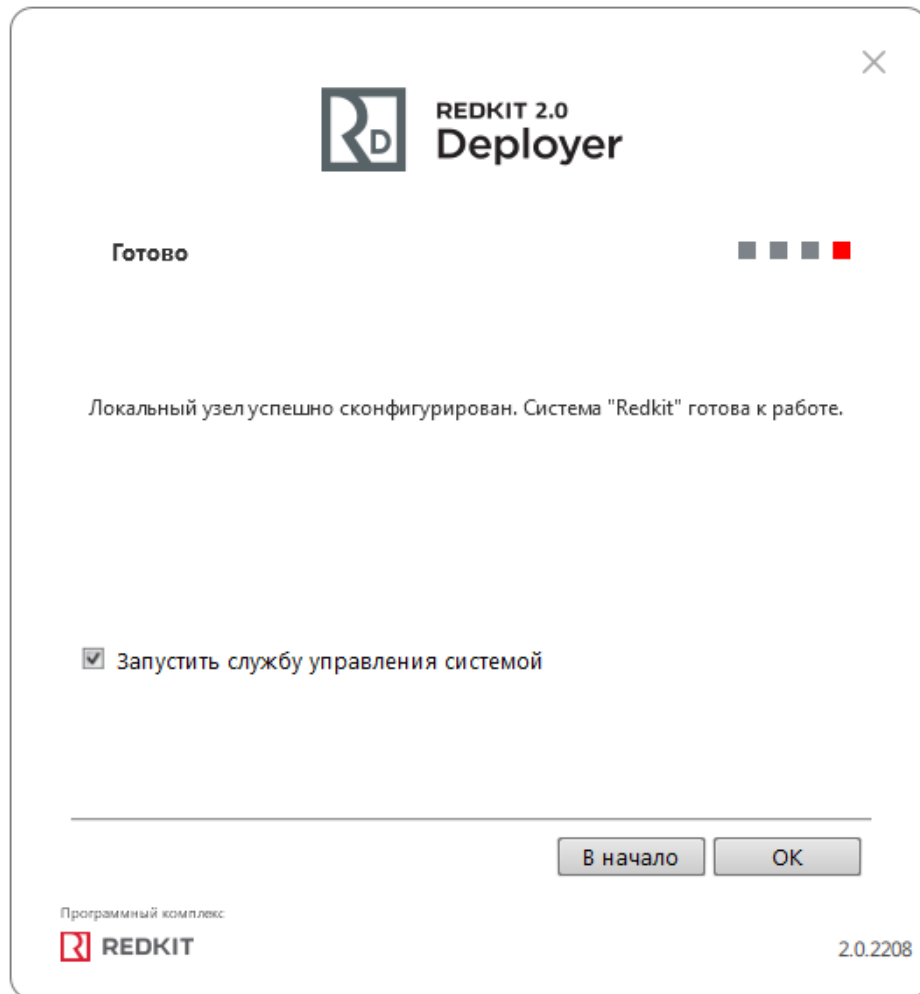 REDKIT 2.0
Deployer
Готово
Локальный узел успешно сконфигурирован. Система "Redkit" готова к работе.
Запустить службу управления системой
В начало
OK
Программный комплекс
REDKIT
2.0.2208